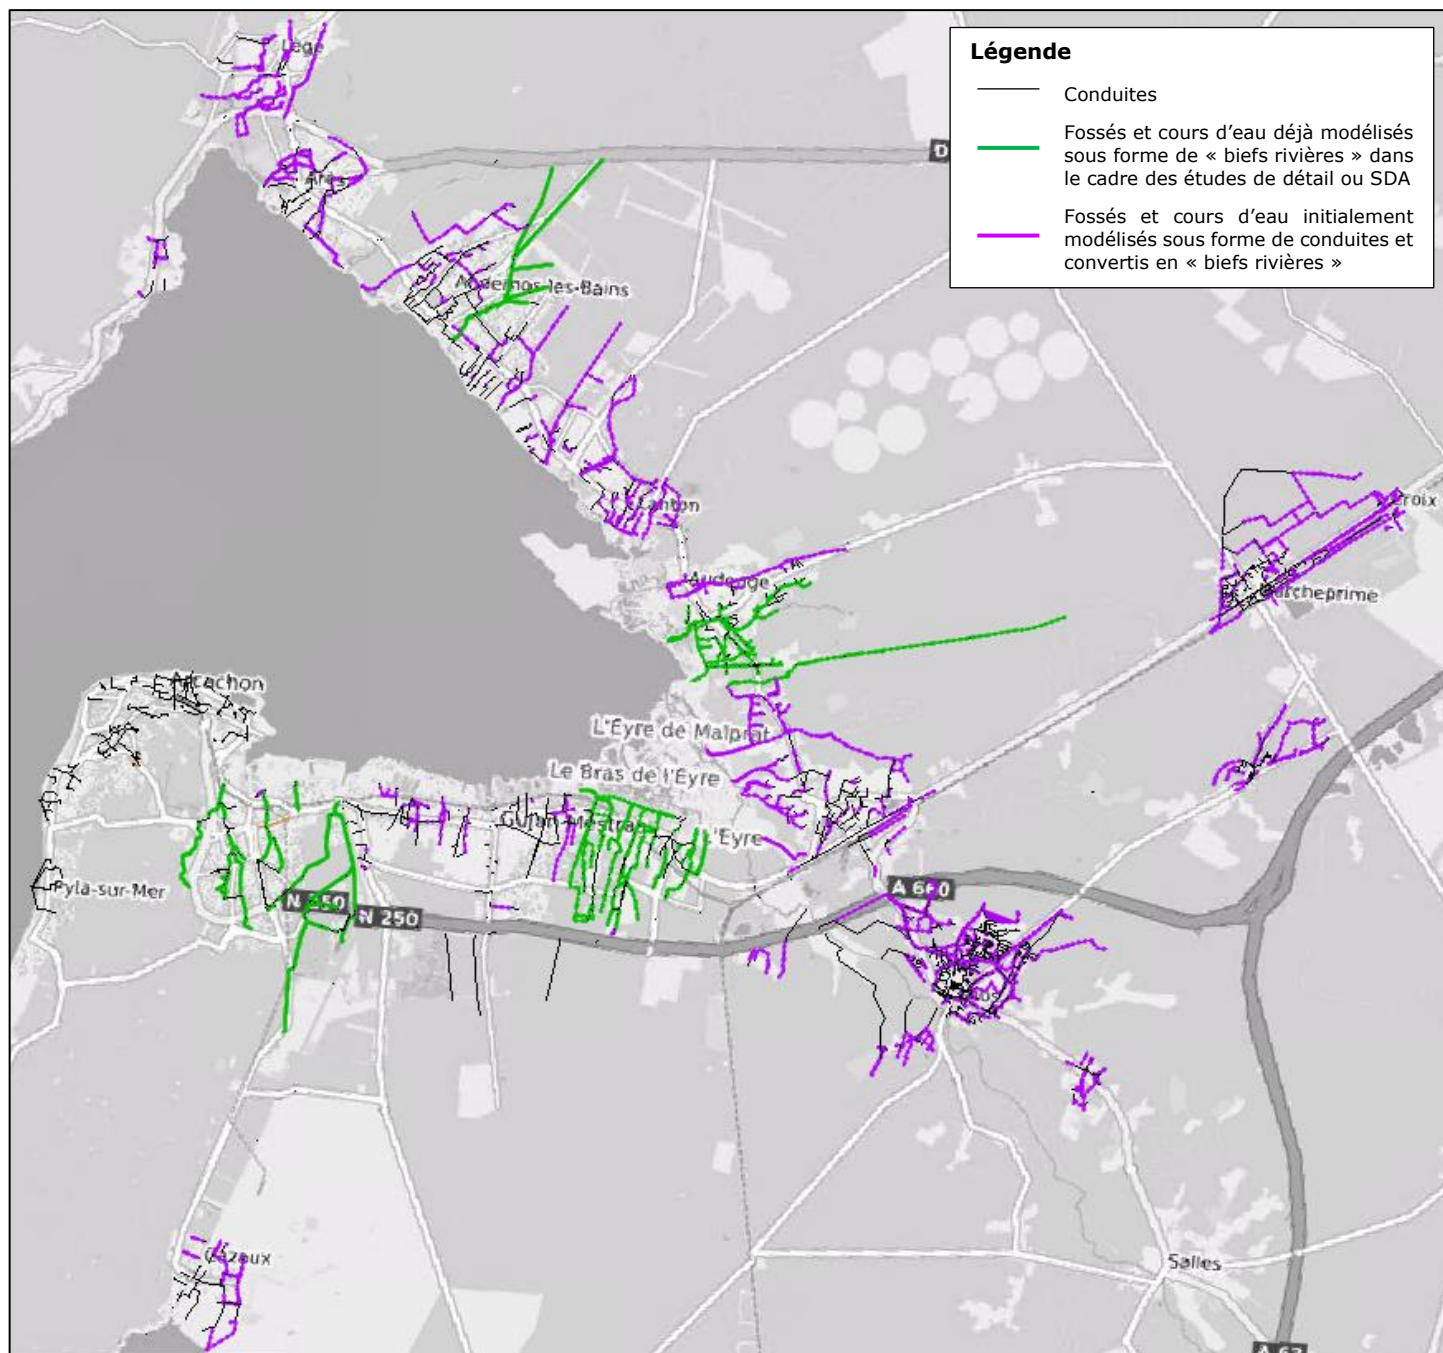 Légende
Conduites
Fossés et cours d'eau déjà modélisés
sous forme de « biefs rivières » dans
le cadre des études de détail ou SDA
Fossés et cours d'eau initialement
modélisés sous forme de conduites et
convertis en « biefs rivières »
Lège
Arès
D
Andernos-les-Bains
Lanton
Croix
Audenge
Marcheprime
Arcachon
L'Eyre de Malprat
Le Bras de l'Eyre
Gujan-Mestras
L'Eyre
Pyla-sur-Mer
N 250
N 250
A 660
Cazaux
Salles
A 63